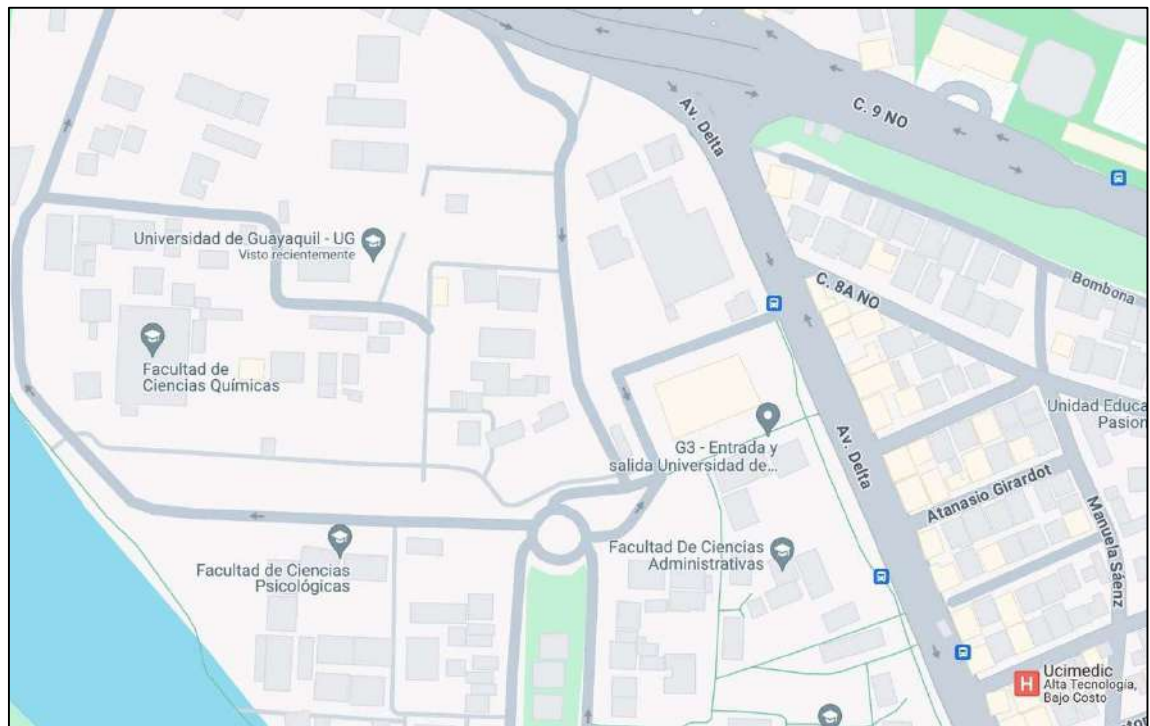 Av. Delta
C. 9 NO
Universidad de Guayaquil - UG
Visto recientemente
C. 8A NO
Bombona
Facultad de
Ciencias Químicas
Unidad Educa
Pasion
G3 - Entrada y
salida Universidad de...
Av. Delta
Atanasio Girardot
Manuela Sáenz
Facultad De Ciencias
Administrativas
Facultad de Ciencias
Psicológicas
Ucimedic
Alta Tecnología,
Bajo Costo
H